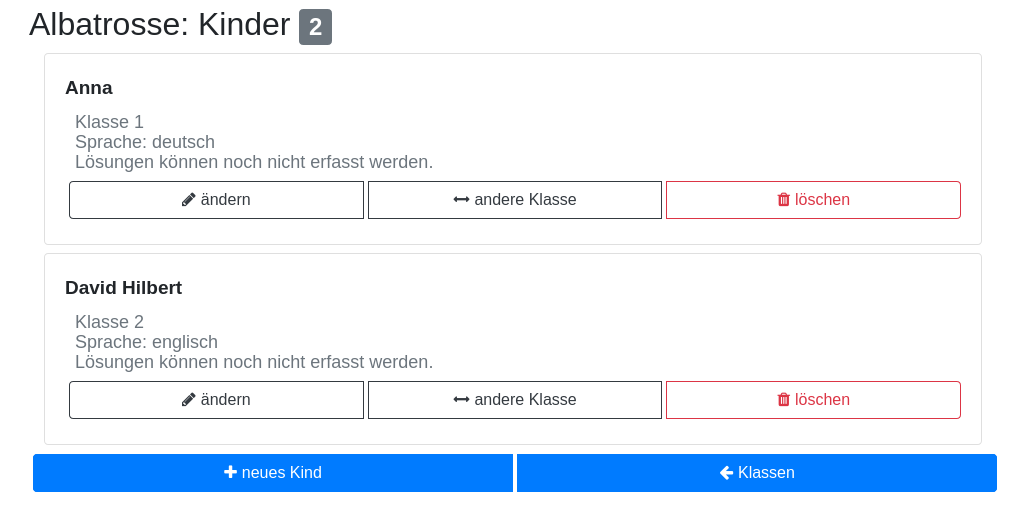 Albatrosse: Kinder 2
Anna
Klasse 1
Sprache: deutsch
Lösungen können noch nicht erfasst werden.
ändern andere Klasse löschen
David Hilbert
Klasse 2
Sprache: englisch
Lösungen können noch nicht erfasst werden.
ändern andere Klasse löschen
neues Kind Klassen